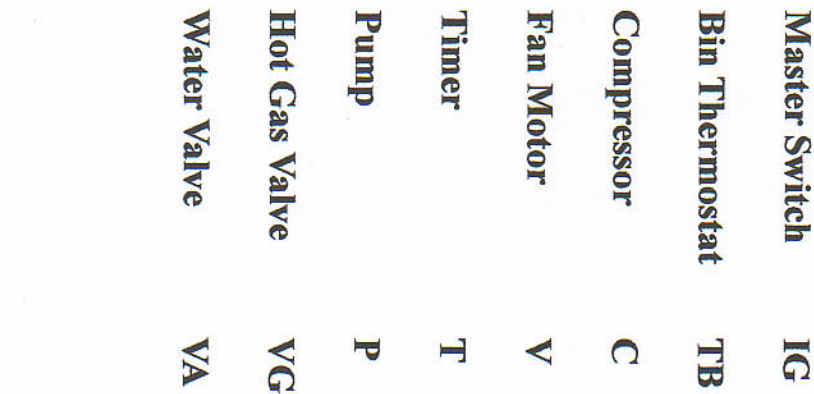 Master Switch IG
Bin Thermostat TB
Compressor C
Fan Motor V
Timer T
Pump P
Hot Gas Valve VG
Water Valve VA